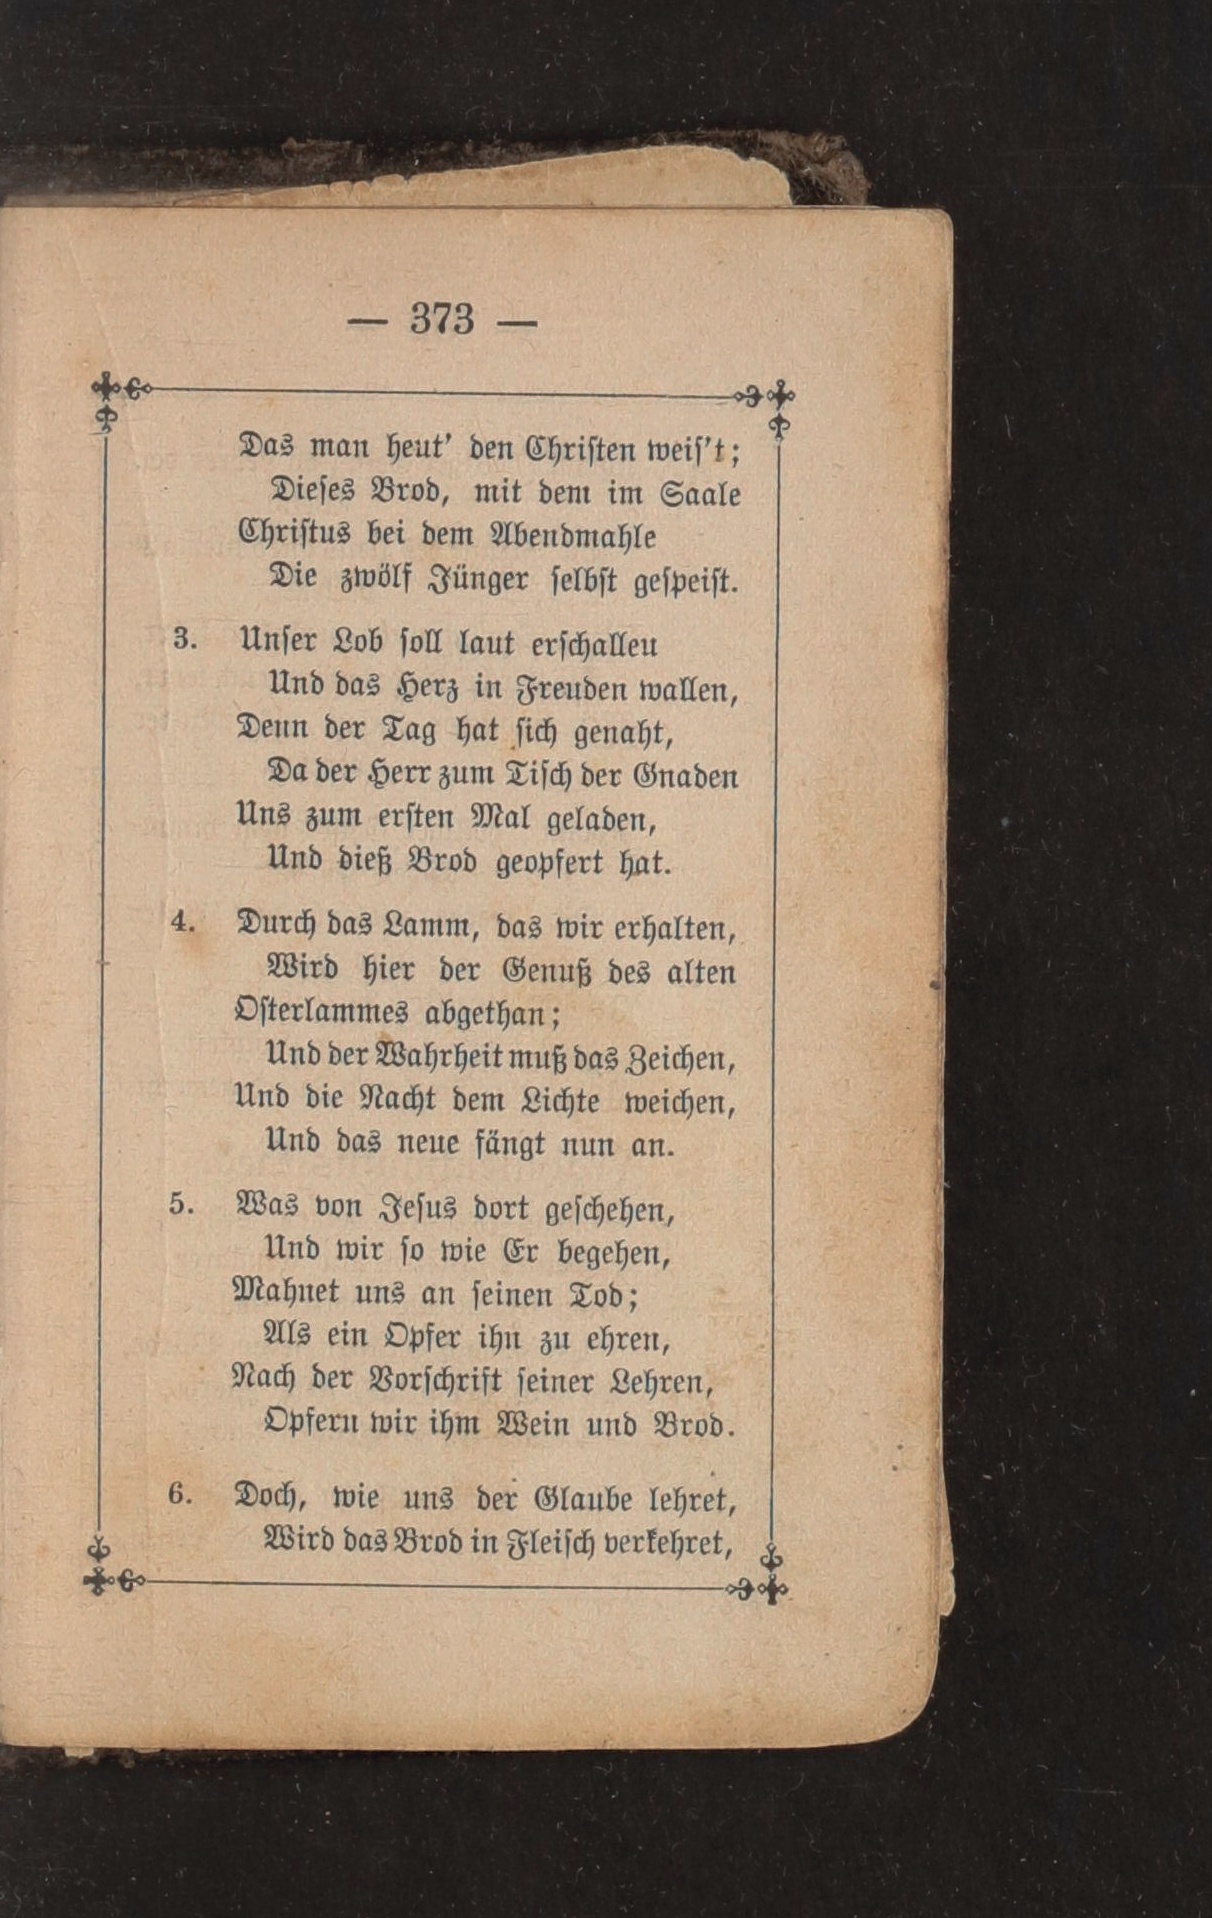 — 373 —
Das man heut' den Christen weis't;
Dieses Brod, mit dem im Saale
Christus bei dem Abendmahle
Die zwölf Jünger selbst gespeist.
3. Unser Lob soll laut erschallen
Und das Herz in Freuden wallen,
Denn der Tag hat sich genaht,
Da der Herr zum Tisch der Gnaden
Uns zum ersten Mal geladen,
Und dieß Brod geopfert hat.
4. Durch das Lamm, das wir erhalten,
Wird hier der Genuß des alten
Osterlammes abgethan;
Und der Wahrheit muß das Zeichen,
Und die Nacht dem Lichte weichen,
Und das neue fängt nun an.
5. Was von Jesus dort geschehen,
Und wir so wie Er begehen,
Mahnet uns an seinen Tod;
Als ein Opfer ihn zu ehren,
Nach der Vorschrift seiner Lehren,
Opfern wir ihm Wein und Brod.
6. Doch, wie uns der Glaube lehret,
Wird das Brod in Fleisch verkehret,